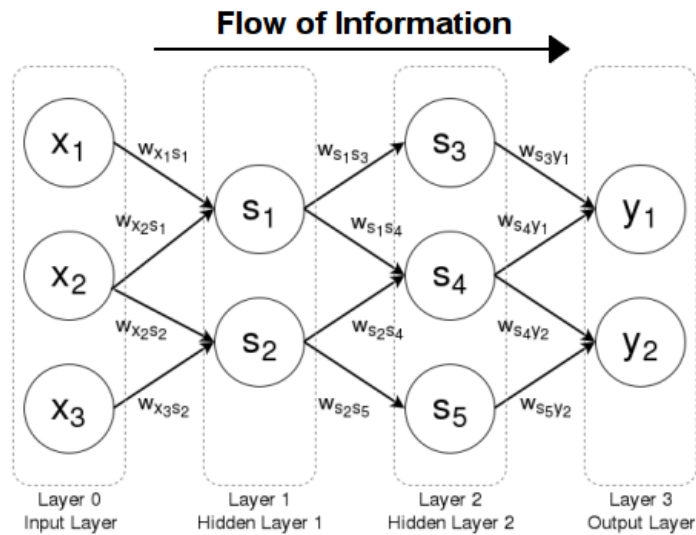 Flow of Information
x₁
x₂
x₃
w_x₁s₁
w_x₂s₁
w_x₂s₂
w_x₃s₂
s₁
s₂
w_s₁s₃
w_s₁s₄
w_s₂s₄
w_s₂s₅
s₃
s₄
s₅
w_s₃y₁
w_s₄y₁
w_s₄y₂
w_s₅y₂
y₁
y₂
Layer 0
Input Layer
Layer 1
Hidden Layer 1
Layer 2
Hidden Layer 2
Layer 3
Output Layer